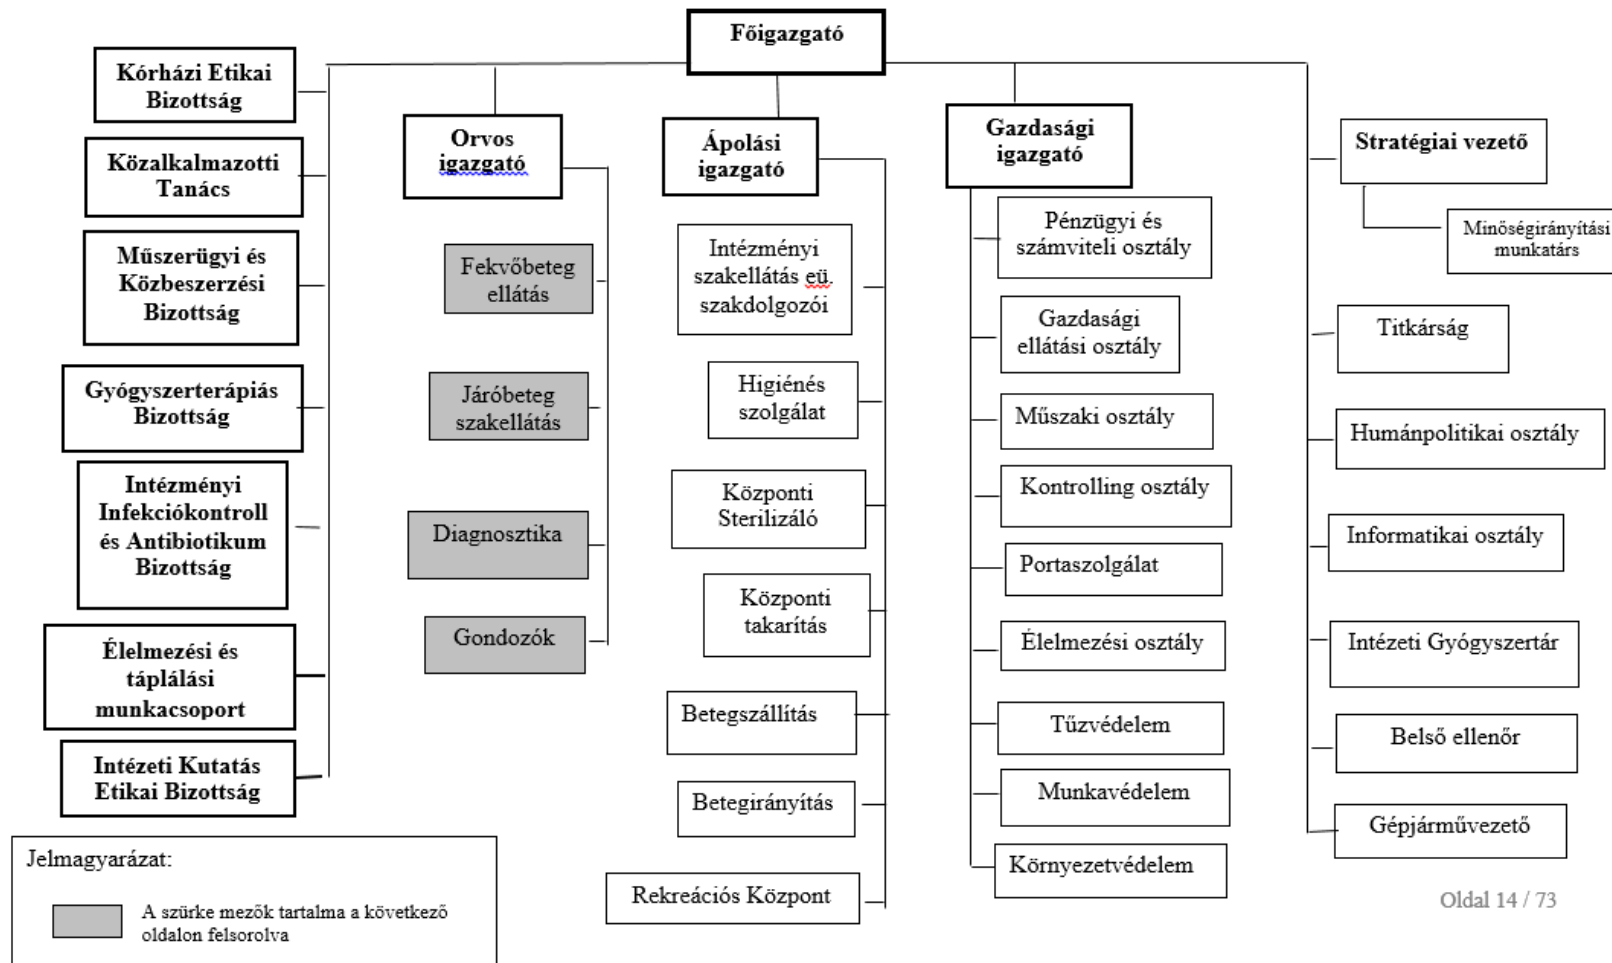 Főigazgató
Kórházi Etikai
Bizottság
Közalkalmazotti
Tanács
Műszerügyi és
Közbeszerzési
Bizottság
Gyógyszerterápiás
Bizottság
Intézményi
Infekciókontroll
és Antibiotikum
Bizottság
Élelmezési és
táplálási
munkacsoport
Intézeti Kutatás
Etikai Bizottság
Orvos
igazgató
Fekvőbeteg
ellátás
Járóbeteg
szakellátás
Diagnosztika
Gondozók
Ápolási
igazgató
Intézményi
szakellátás eü.
szakdolgozói
Higiénés
szolgálat
Központi
Sterilizáló
Központi
takarítás
Betegszállítás
Betegirányítás
Rekreációs Központ
Gazdasági
igazgató
Pénzügyi és
számviteli osztály
Gazdasági
ellátási osztály
Műszaki osztály
Kontrolling osztály
Portaszolgálat
Élelmezési osztály
Tűzvédelem
Munkavédelem
Környezetvédelem
Stratégiai vezető
Minőségirányítási
munkatárs
Titkárság
Humánpolitikai osztály
Informatikai osztály
Intézeti Gyógyszertár
Belső ellenőr
Gépjárművezető
Jelmagyarázat:
A szürke mezők tartalma a következő
oldalon felsorolva
Oldal 14 / 73